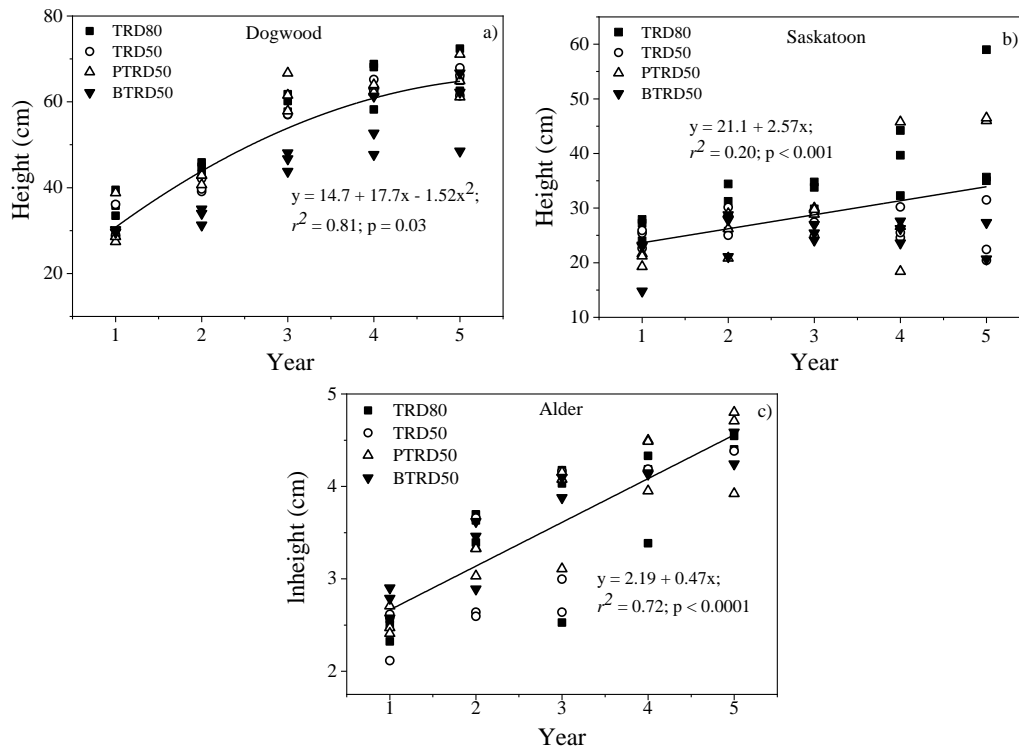 Dogwood
a)
TRD80
TRD50
PTRD50
BTRD50
80
60
40
20
Height (cm)
y = 14.7 + 17.7x - 1.52x²;
r² = 0.81; p = 0.03
1 2 3 4 5
Year
Saskatoon
b)
TRD80
TRD50
PTRD50
BTRD50
60
50
40
30
20
10
Height (cm)
y = 21.1 + 2.57x;
r² = 0.20; p < 0.001
1 2 3 4 5
Year
Alder
c)
TRD80
TRD50
PTRD50
BTRD50
5
4
3
2
lnheight (cm)
y = 2.19 + 0.47x;
r² = 0.72; p < 0.0001
1 2 3 4 5
Year